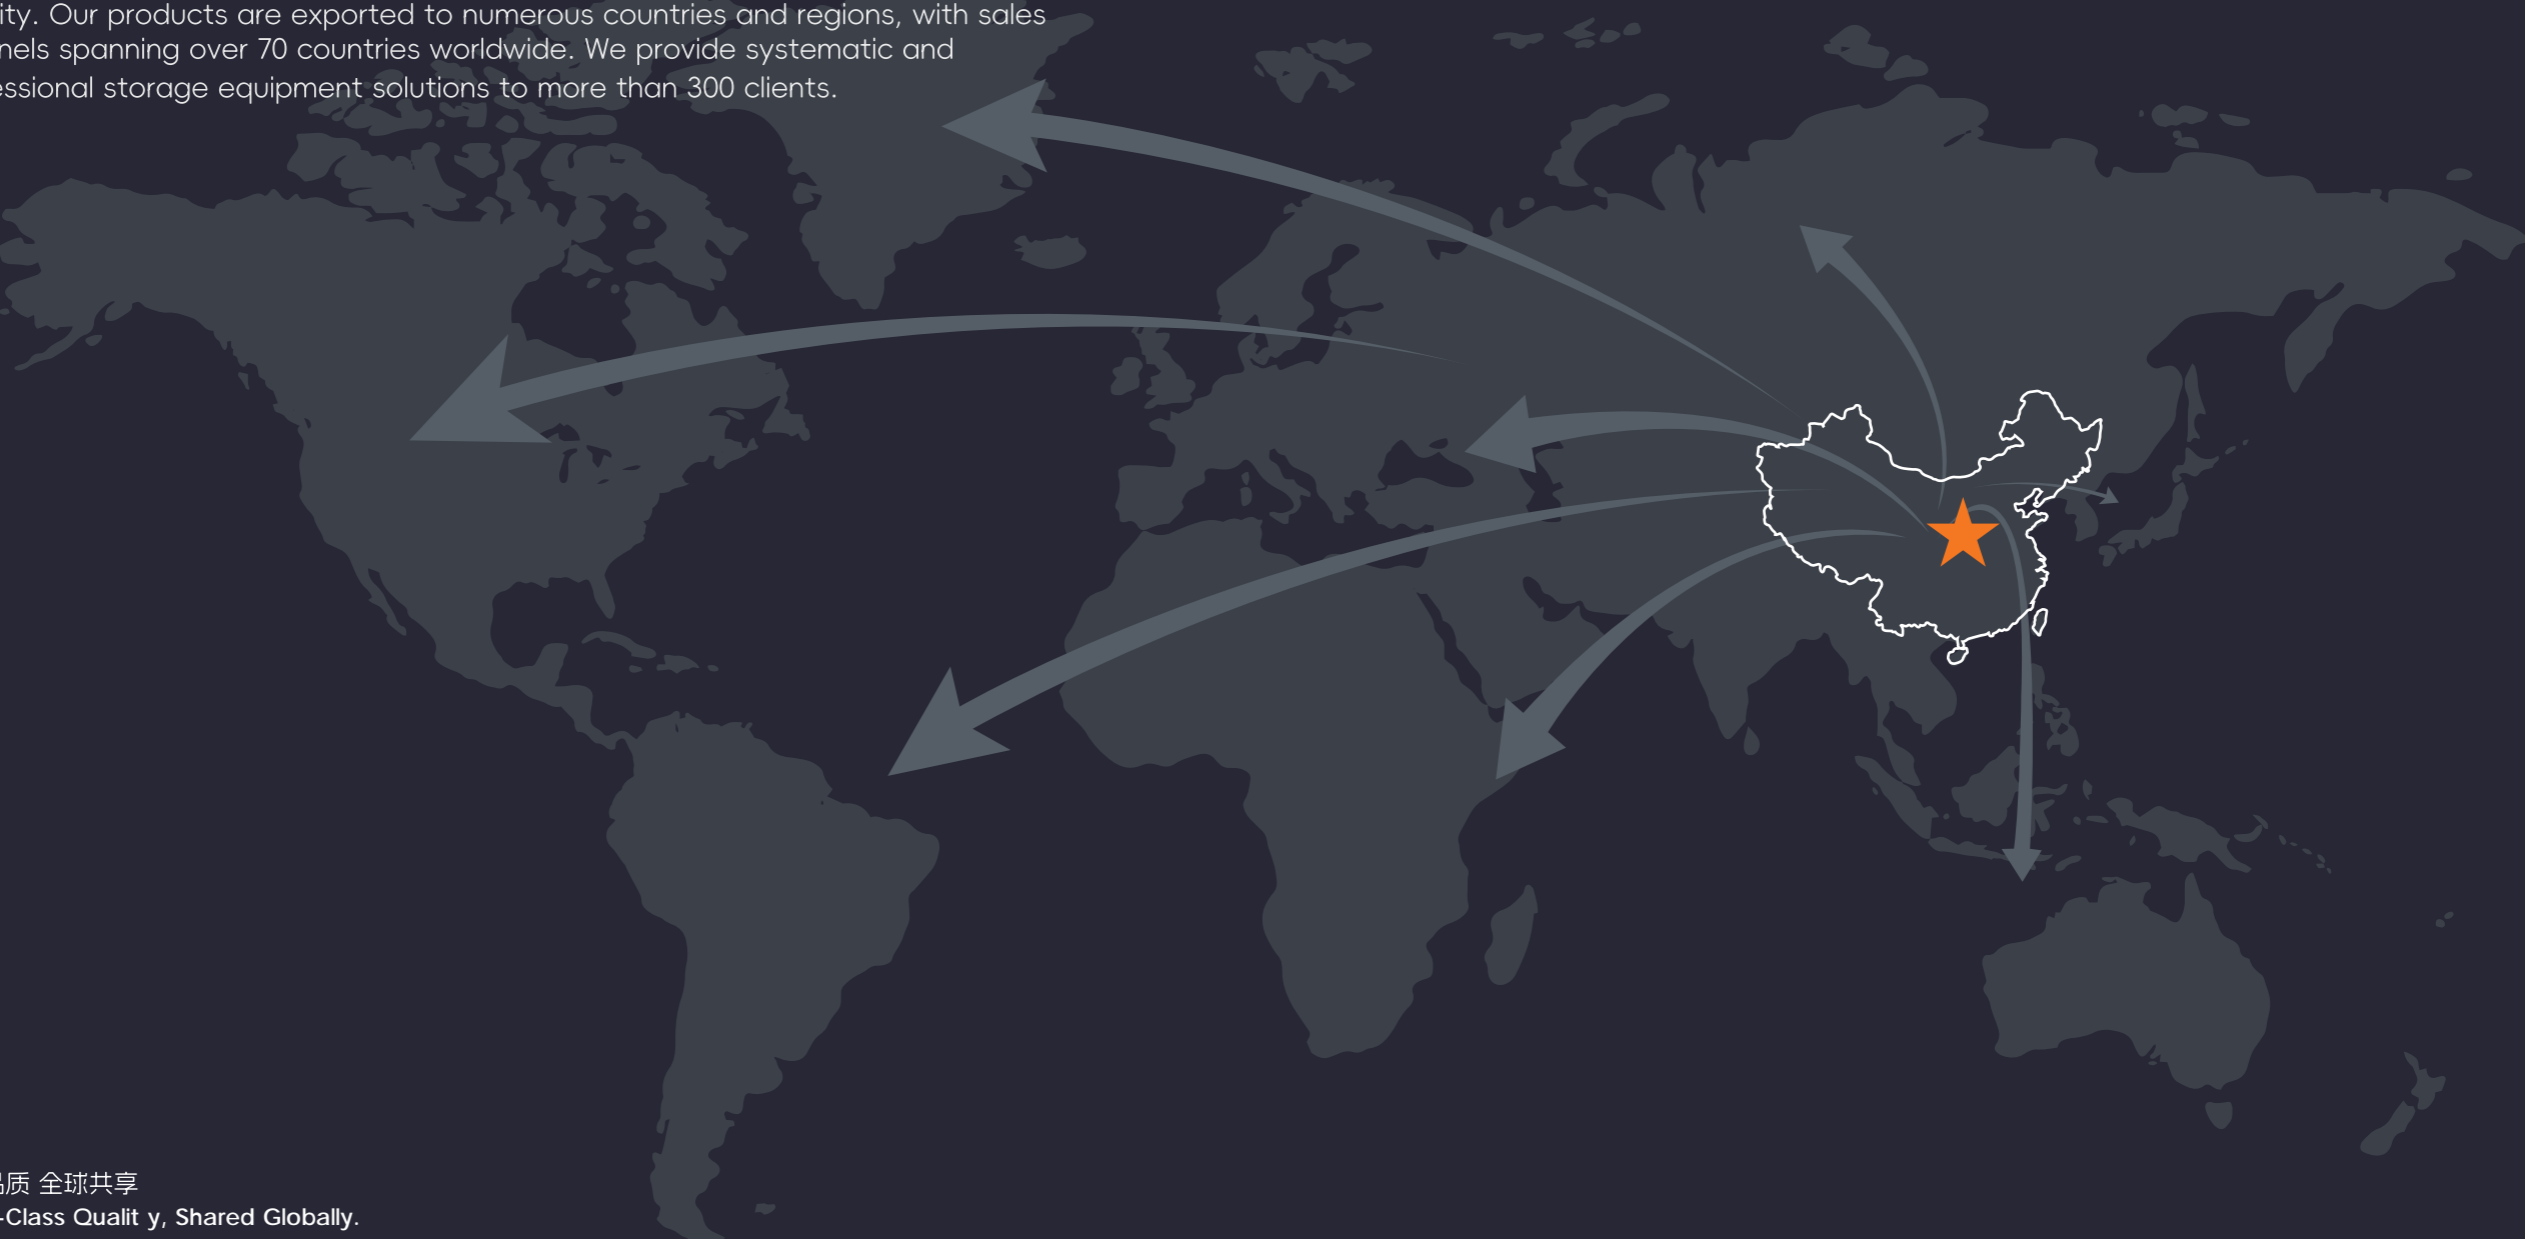 ity. Our products are exported to numerous countries and regions, with sales
nels spanning over 70 countries worldwide. We provide systematic and
essional storage equipment solutions to more than 300 clients.
品质 全球共享
-Class Qualit y, Shared Globally.